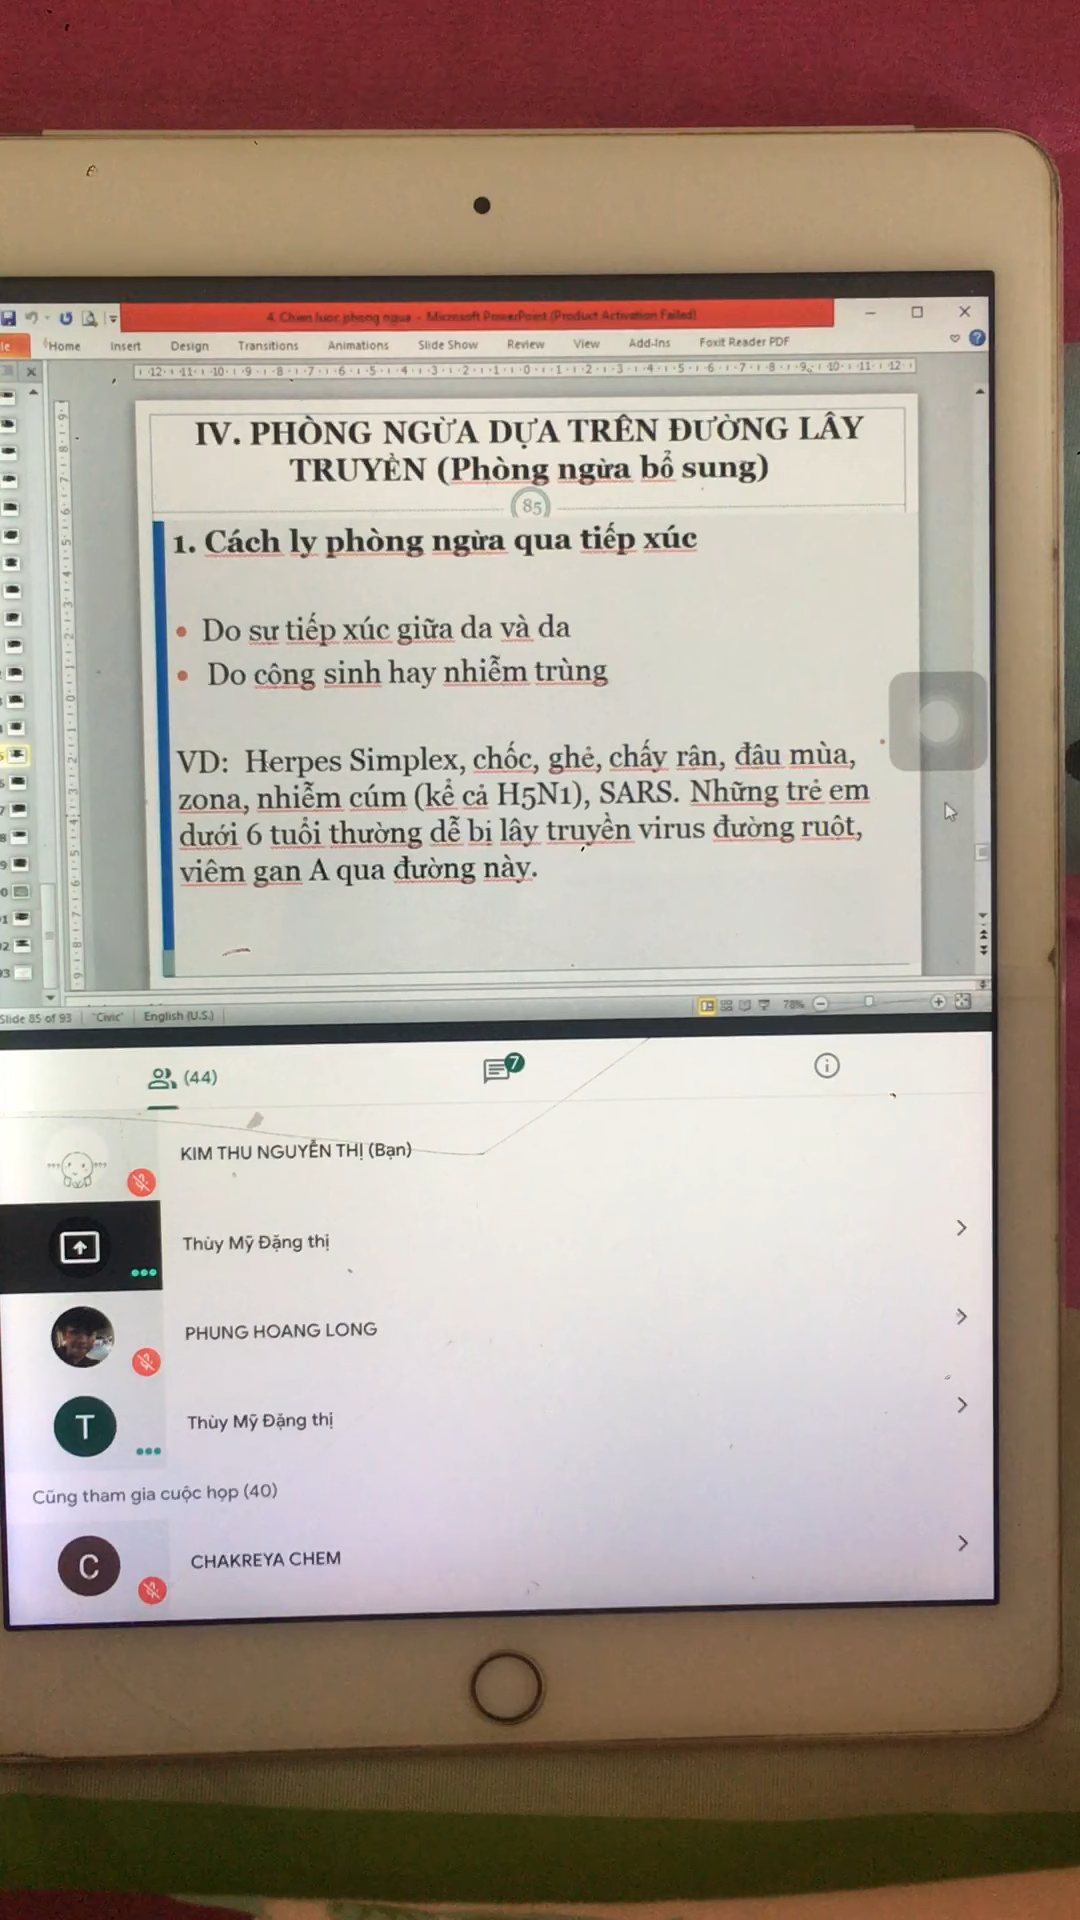 4. Chien luoc phong ngua - Microsoft PowerPoint (Product Activation Failed)
Home Insert Design Transitions Animations Slide Show Review View Add-Ins Foxit Reader PDF
IV. PHÒNG NGỪA DỰA TRÊN ĐƯỜNG LÂY
TRUYỀN (Phòng ngừa bổ sung)
85
1. Cách ly phòng ngừa qua tiếp xúc
• Do sự tiếp xúc giữa da và da
• Do cộng sinh hay nhiễm trùng
VD: Herpes Simplex, chốc, ghẻ, chấy rận, đậu mùa,
zona, nhiễm cúm (kể cả H5N1), SARS. Những trẻ em
dưới 6 tuổi thường dễ bị lây truyền virus đường ruột,
viêm gan A qua đường này.
Slide 85 of 93 "Civic" English (U.S.) 78%
(44) 7
KIM THU NGUYỄN THỊ (Bạn)
Thùy Mỹ Đặng thị
PHUNG HOANG LONG
T Thùy Mỹ Đặng thị
Cũng tham gia cuộc họp (40)
C CHAKREYA CHEM